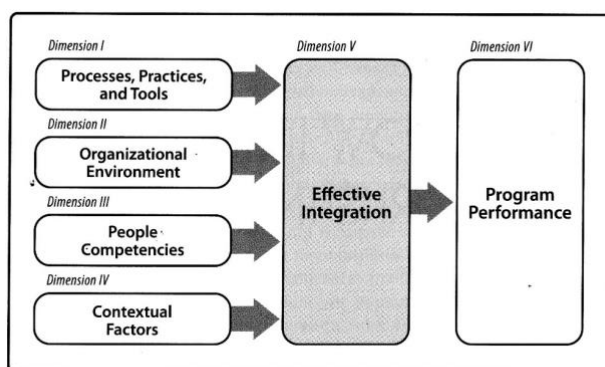 Dimension I
Processes, Practices,
and Tools
Dimension II
Organizational
Environment
Dimension III
People
Competencies
Dimension IV
Contextual
Factors
Dimension V
Effective
Integration
Dimension VI
Program
Performance